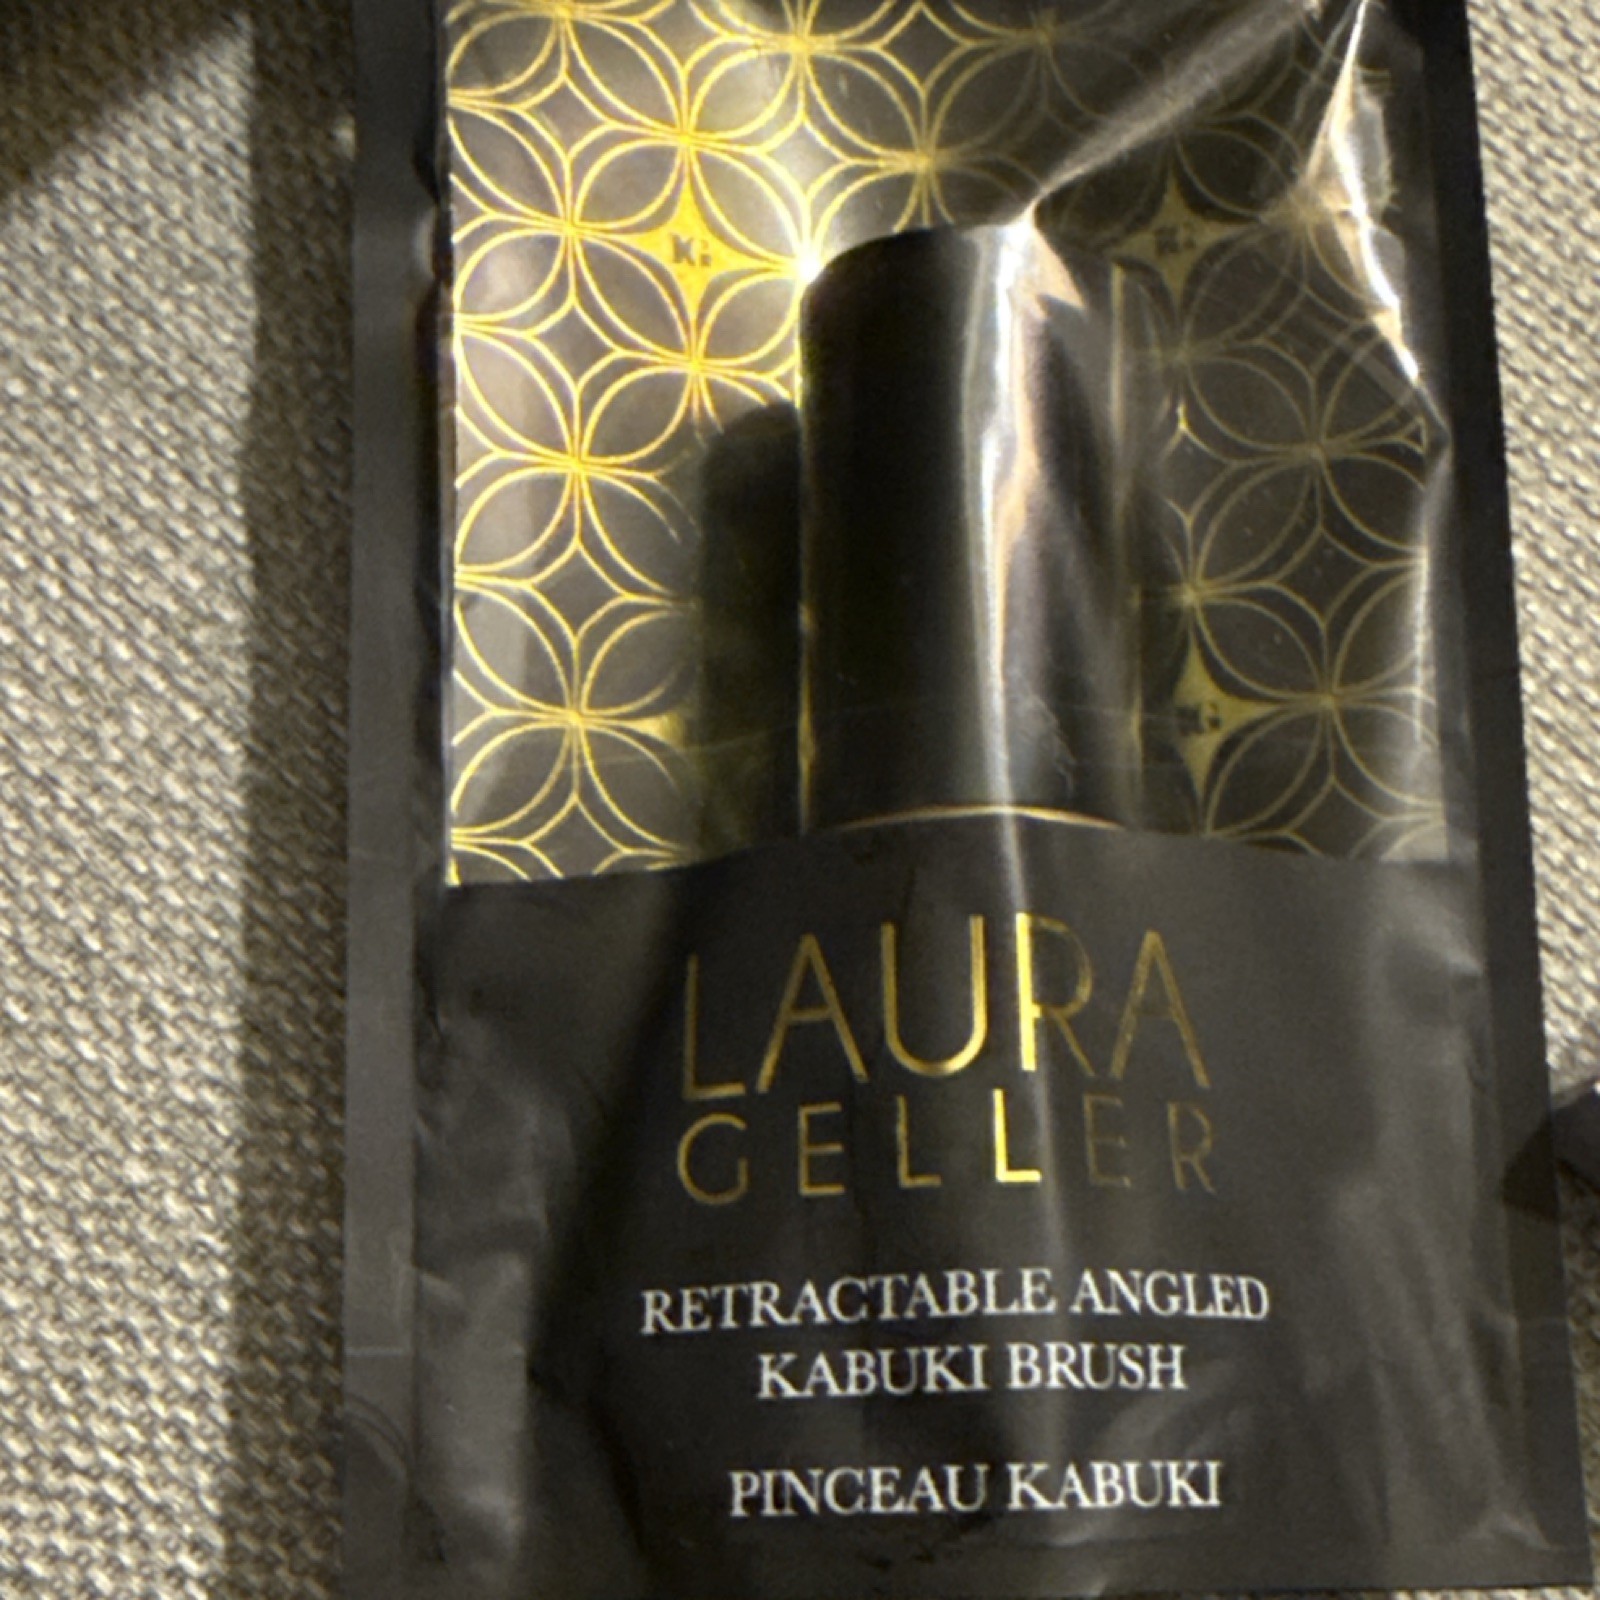 LAURA
GELLER
RETRACTABLE ANGLED
KABUKI BRUSH
PINCEAU KABUKI